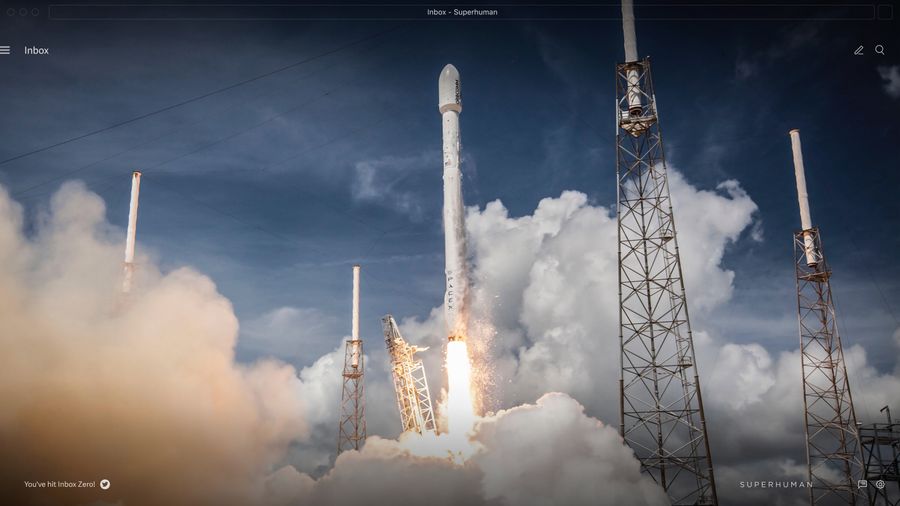 Inbox - Superhuman
Inbox
SPACEX
You've hit Inbox Zero!
SUPERHUMAN